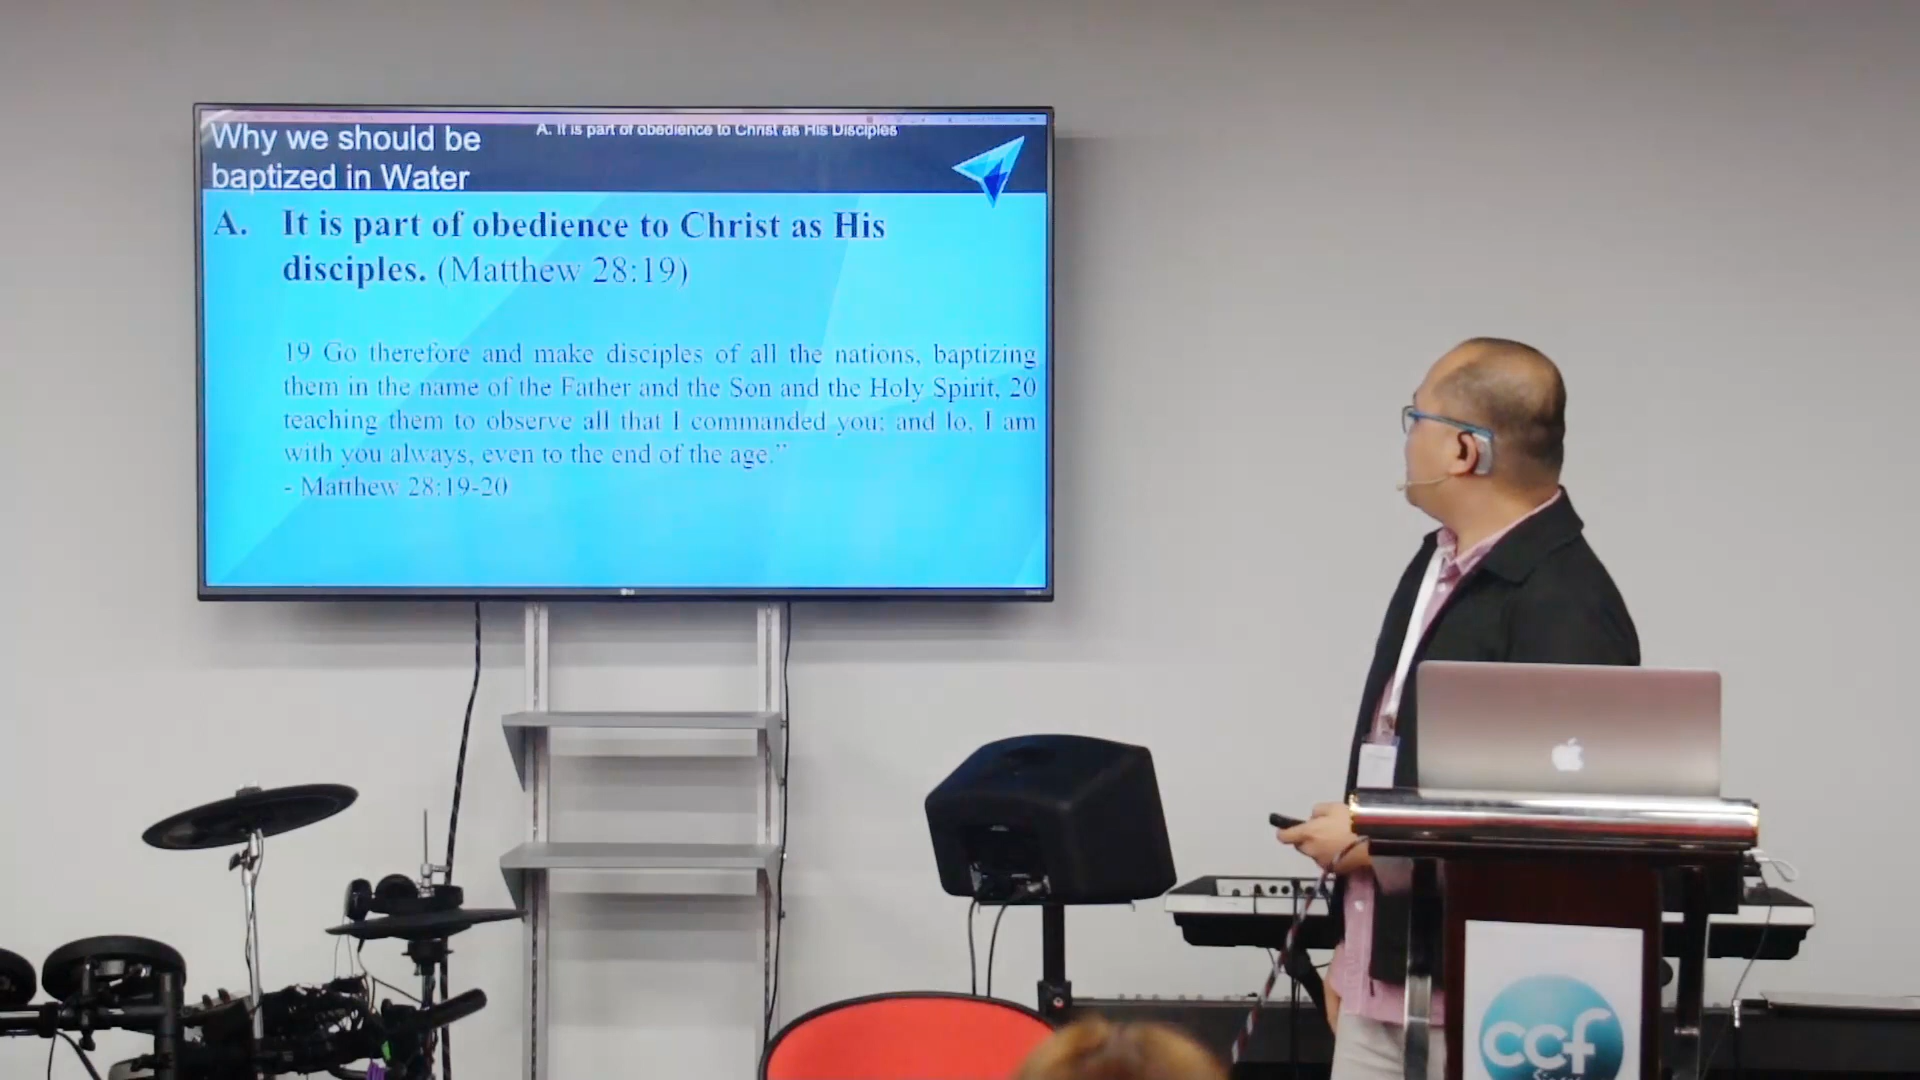 Why we should be
baptized in Water
A. It is part of obedience to Christ as His Disciples
A. It is part of obedience to Christ as His
disciples. (Matthew 28:19)
19 Go therefore and make disciples of all the nations, baptizing
them in the name of the Father and the Son and the Holy Spirit, 20
teaching them to observe all that I commanded you; and lo, I am
with you always, even to the end of the age.”
- Matthew 28:19-20
LG
ccf